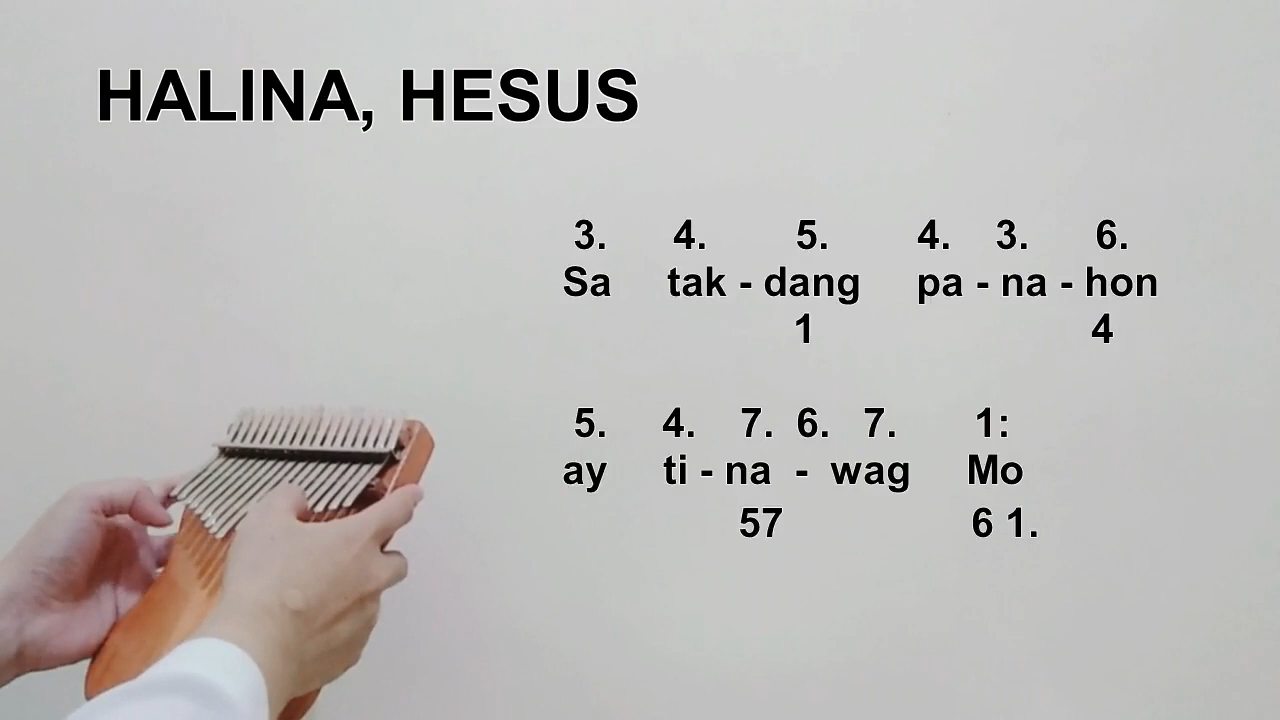 HALINA, HESUS
3. 4. 5. 4. 3. 6.
Sa tak - dang pa - na - hon
1 4
5. 4. 7. 6. 7. 1:
ay ti - na - wag Mo
57 6 1.